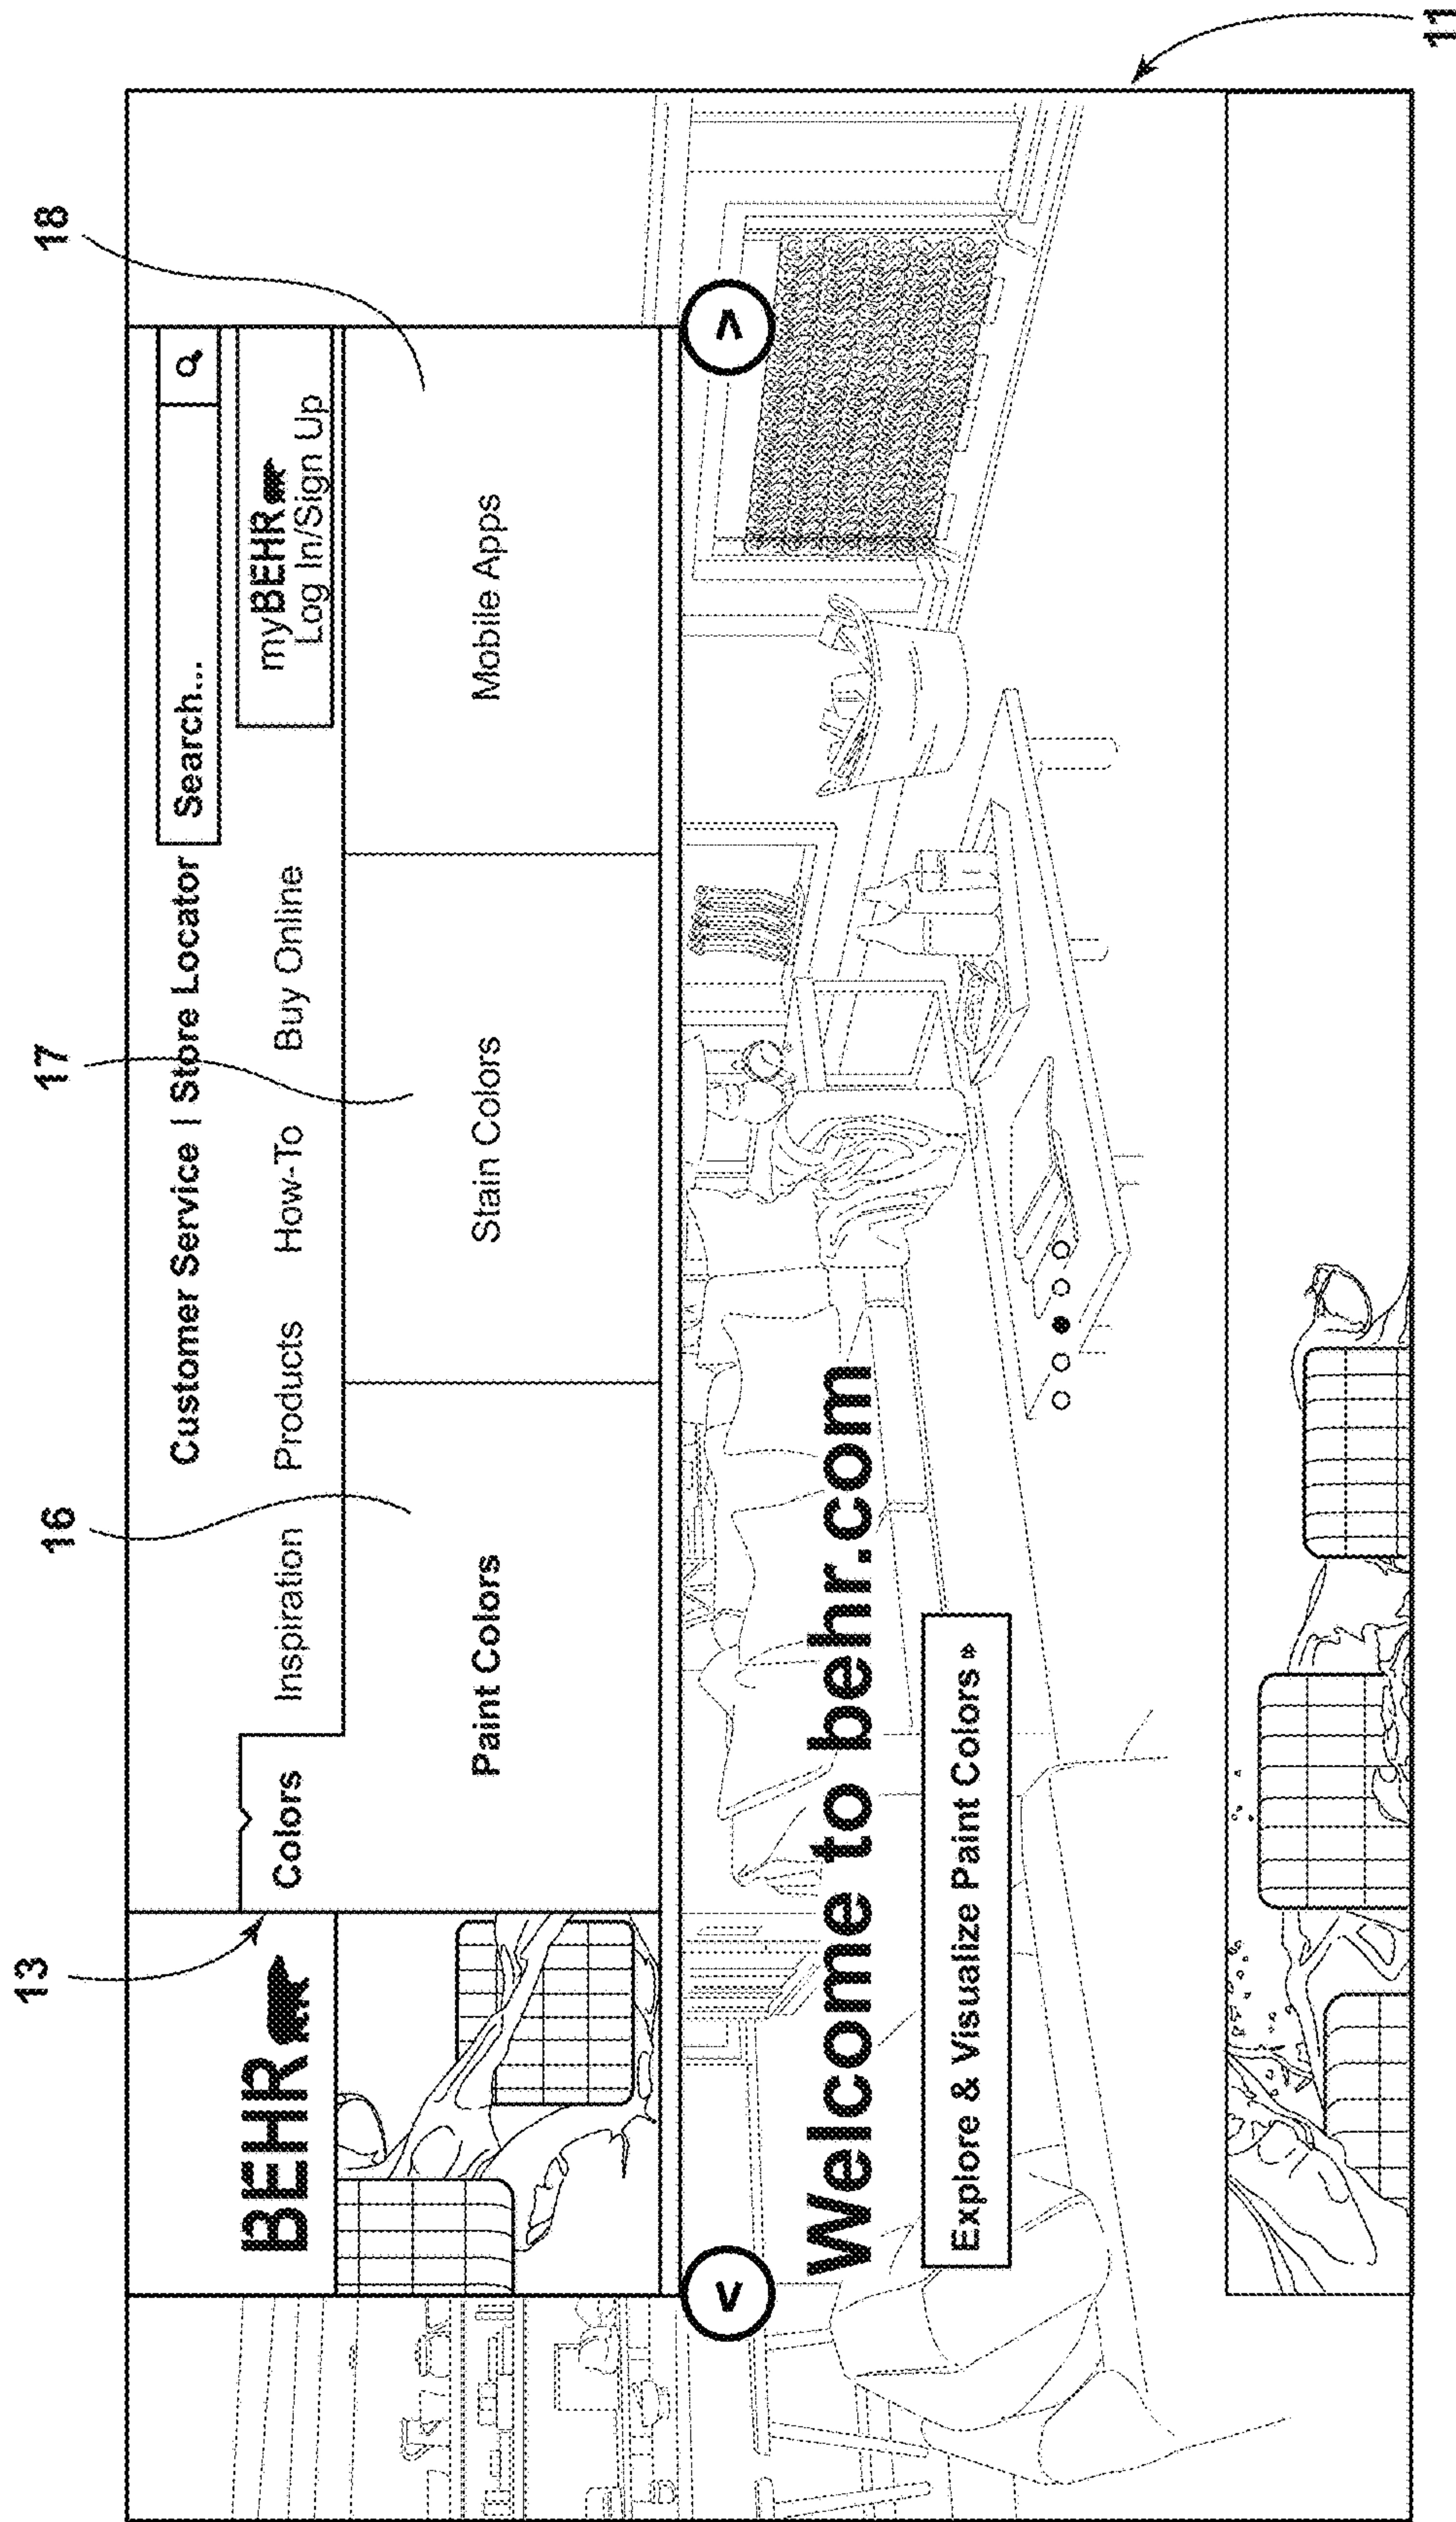 11
13
16
17
18
Customer Service | Store Locator
Search...
BEHR
Colors
Inspiration
Products
How-To
Buy Online
myBEHR
Log In/Sign Up
Paint Colors
Stain Colors
Mobile Apps
<
>
Welcome to behr.com
Explore & Visualize Paint Colors »